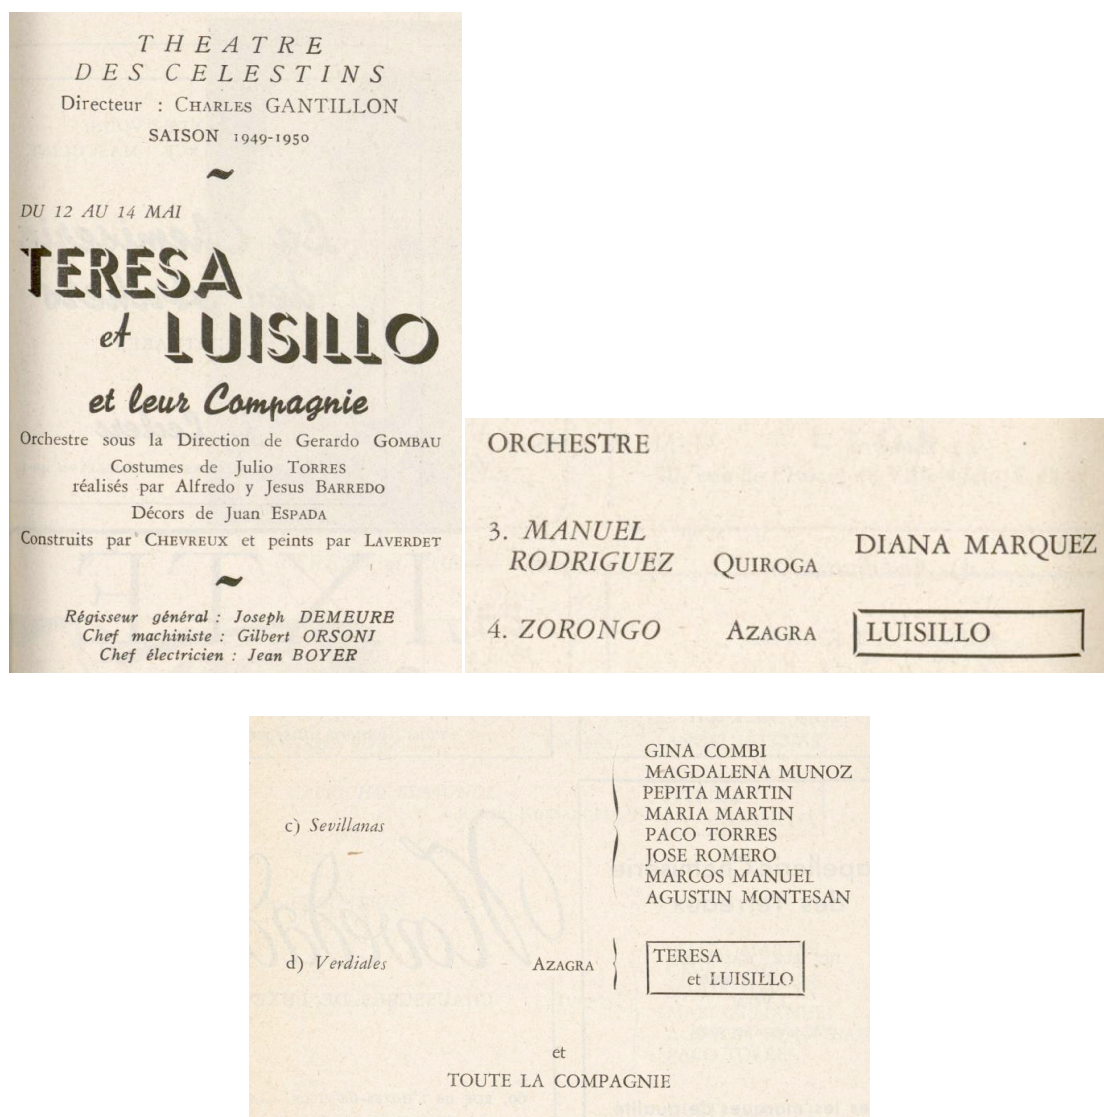 THEATRE
DES CELESTINS
Directeur : CHARLES GANTILLON
SAISON 1949-1950
DU 12 AU 14 MAI
TERESA
et LUISILLO
et leur Compagnie
Orchestre sous la Direction de Gerardo GOMBAU
Costumes de Julio TORRES
réalisés par Alfredo y Jesus BARREDO
Décors de Juan ESPADA
Construits par CHEVREUX et peints par LAVERDET
Régisseur général : Joseph DEMEURE
Chef machiniste : Gilbert ORSONI
Chef électricien : Jean BOYER
ORCHESTRE
3. MANUEL
RODRIGUEZ QUIROGA DIANA MARQUEZ
4. ZORONGO AZAGRA LUISILLO
GINA COMBI
MAGDALENA MUNOZ
PEPITA MARTIN
MARIA MARTIN
c) Sevillanas
PACO TORRES
JOSE ROMERO
MARCOS MANUEL
AGUSTIN MONTESAN
d) Verdiales AZAGRA TERESA
et LUISILLO
et
TOUTE LA COMPAGNIE